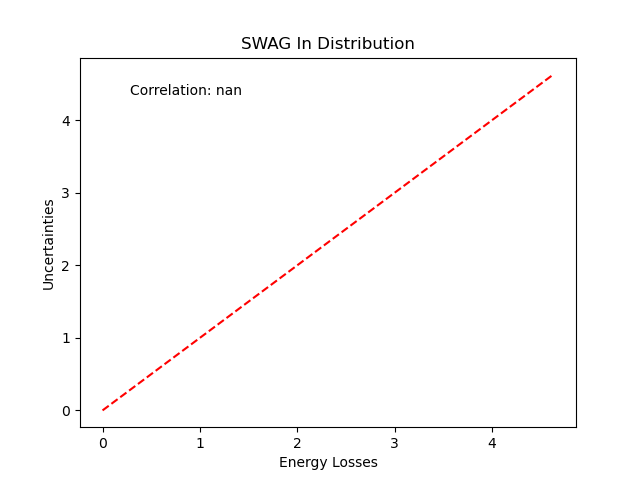 SWAG In Distribution
Correlation: nan
Uncertainties
4
3
2
1
0
0 1 2 3 4
Energy Losses